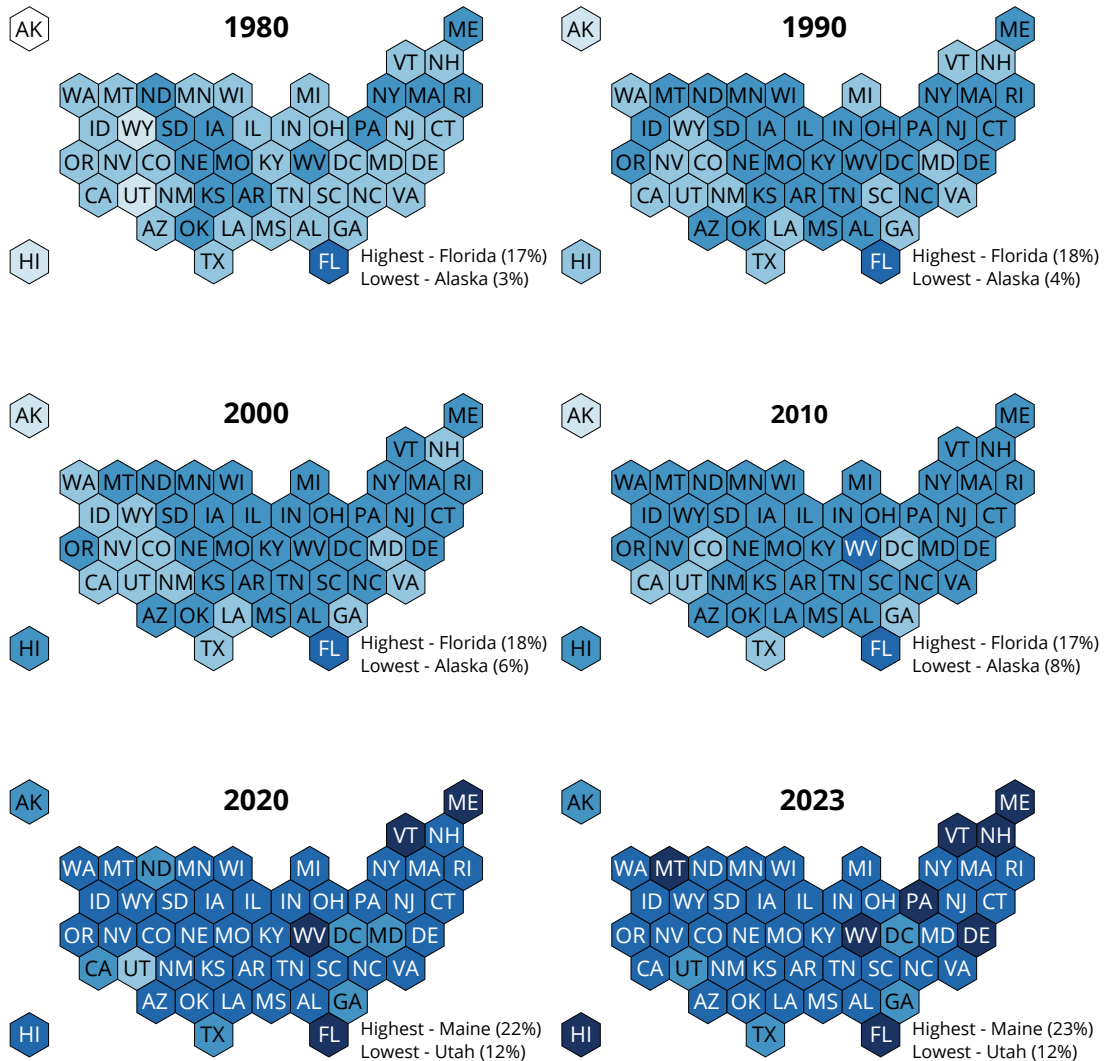 AK 1980 ME
VT NH
WA MT ND MN WI MI NY MA RI
ID WY SD IA IL IN OH PA NJ CT
OR NV CO NE MO KY WV DC MD DE
CA UT NM KS AR TN SC NC VA
AZ OK LA MS AL GA
HI TX FL Highest - Florida (17%)
Lowest - Alaska (3%)
AK 1990 ME
VT NH
WA MT ND MN WI MI NY MA RI
ID WY SD IA IL IN OH PA NJ CT
OR NV CO NE MO KY WV DC MD DE
CA UT NM KS AR TN SC NC VA
AZ OK LA MS AL GA
HI TX FL Highest - Florida (18%)
Lowest - Alaska (4%)
AK 2000 ME
VT NH
WA MT ND MN WI MI NY MA RI
ID WY SD IA IL IN OH PA NJ CT
OR NV CO NE MO KY WV DC MD DE
CA UT NM KS AR TN SC NC VA
AZ OK LA MS AL GA
HI TX FL Highest - Florida (18%)
Lowest - Alaska (6%)
AK 2010 ME
VT NH
WA MT ND MN WI MI NY MA RI
ID WY SD IA IL IN OH PA NJ CT
OR NV CO NE MO KY WV DC MD DE
CA UT NM KS AR TN SC NC VA
AZ OK LA MS AL GA
HI TX FL Highest - Florida (17%)
Lowest - Alaska (8%)
AK 2020 ME
VT NH
WA MT ND MN WI MI NY MA RI
ID WY SD IA IL IN OH PA NJ CT
OR NV CO NE MO KY WV DC MD DE
CA UT NM KS AR TN SC NC VA
AZ OK LA MS AL GA
HI TX FL Highest - Maine (22%)
Lowest - Utah (12%)
AK 2023 ME
VT NH
WA MT ND MN WI MI NY MA RI
ID WY SD IA IL IN OH PA NJ CT
OR NV CO NE MO KY WV DC MD DE
CA UT NM KS AR TN SC NC VA
AZ OK LA MS AL GA
HI TX FL Highest - Maine (23%)
Lowest - Utah (12%)